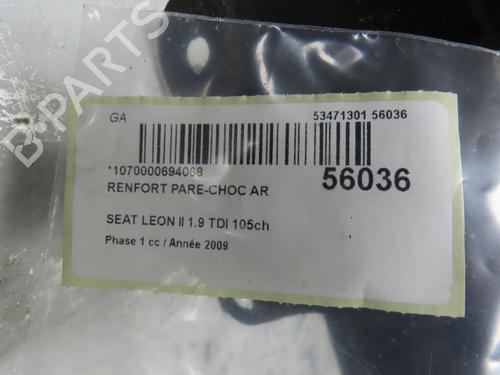 B-PARTS
GA
53471301 56036
*1070000694068
56036
RENFORT PARE-CHOC AR
SEAT LEON II 1.9 TDI 105ch
Phase 1 cc / Année 2009